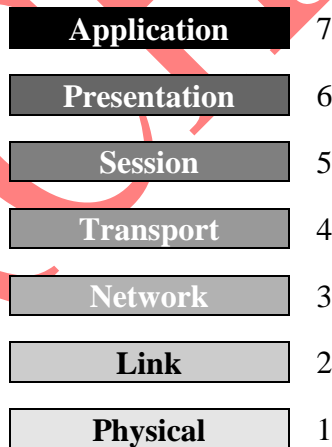 Application 7
Presentation 6
Session 5
Transport 4
Network 3
Link 2
Physical 1